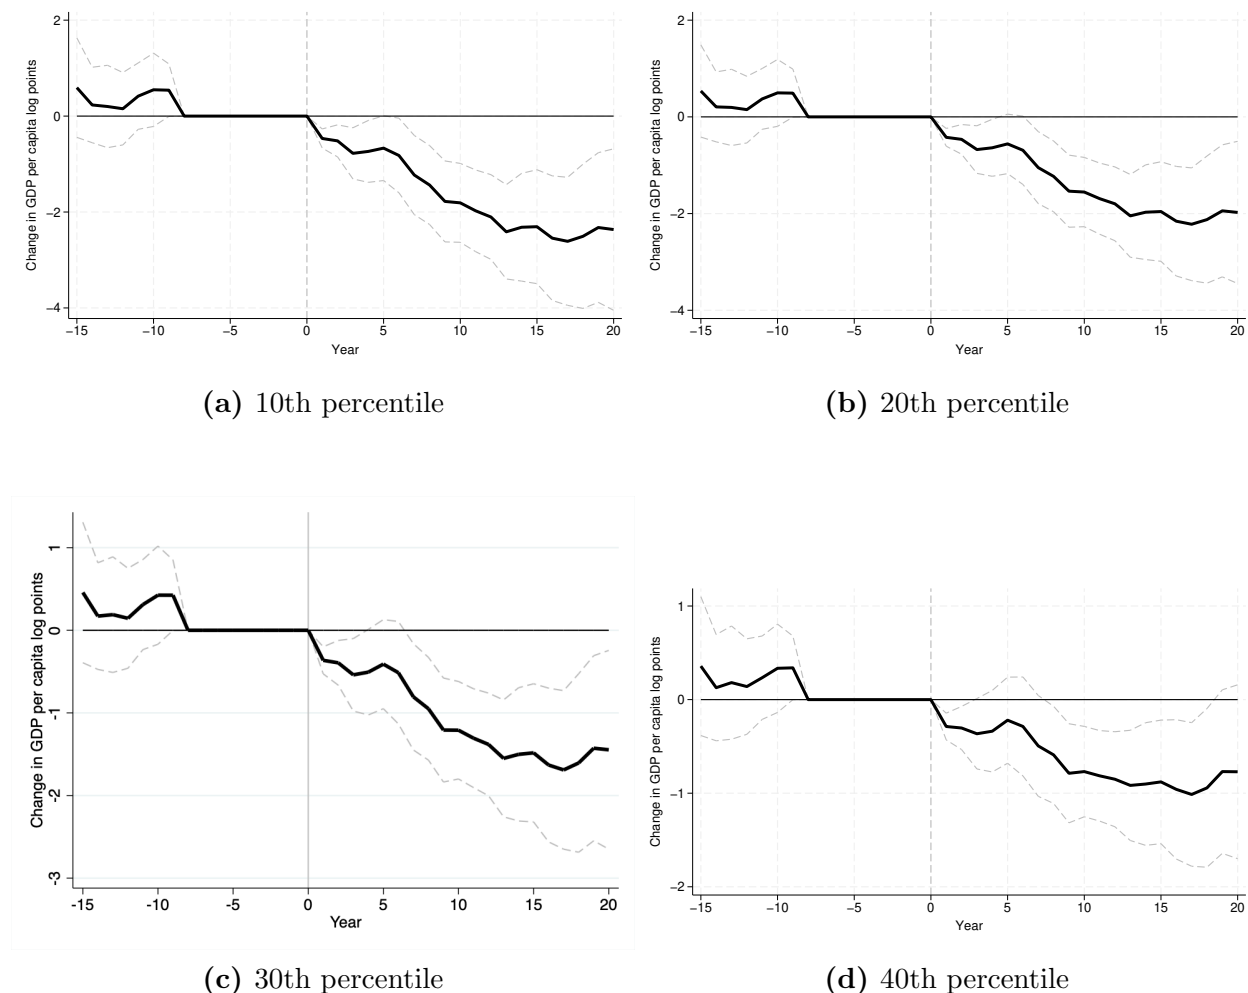 Change in GDP per capita log points
2
0
−2
−4
−15 −10 −5 0 5 10 15 20
Year
(a) 10th percentile
Change in GDP per capita log points
2
0
−2
−4
−15 −10 −5 0 5 10 15 20
Year
(b) 20th percentile
Change in GDP per capita log points
1
0
-1
-2
-3
-15 -10 -5 0 5 10 15 20
Year
(c) 30th percentile
Change in GDP per capita log points
1
0
−1
−2
−15 −10 −5 0 5 10 15 20
Year
(d) 40th percentile